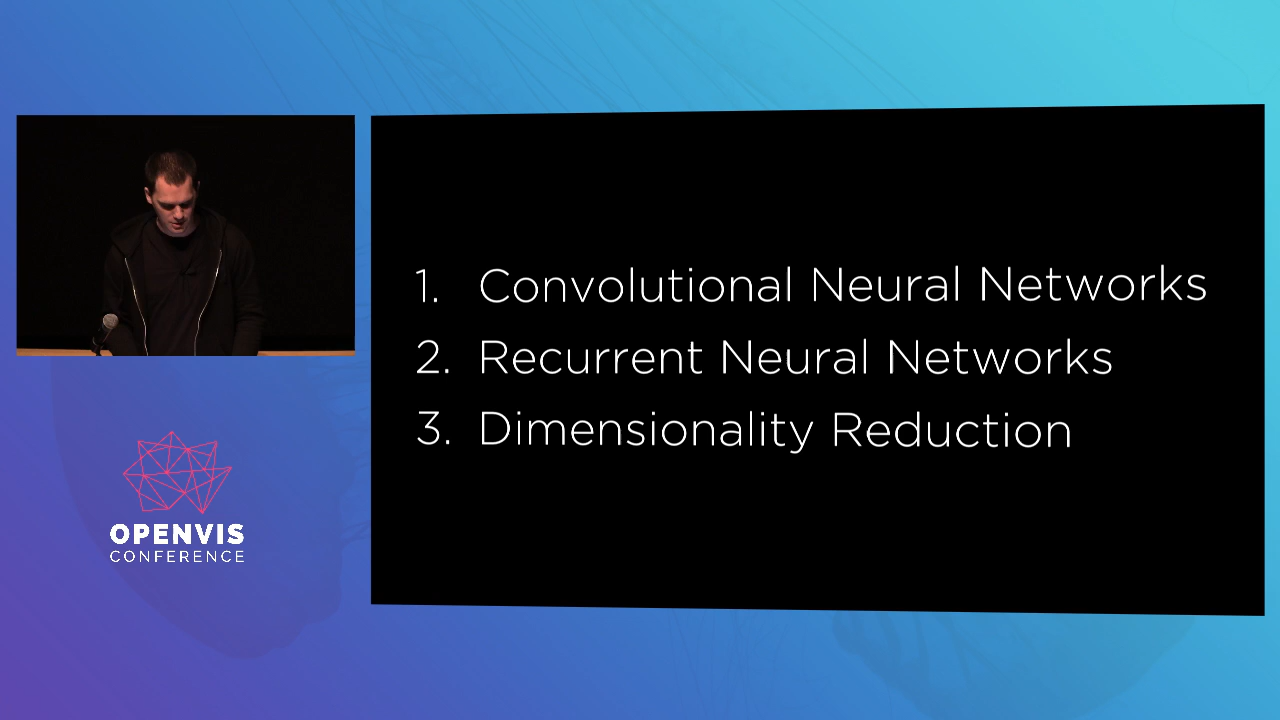 1. Convolutional Neural Networks
2. Recurrent Neural Networks
3. Dimensionality Reduction
OPENVIS
CONFERENCE